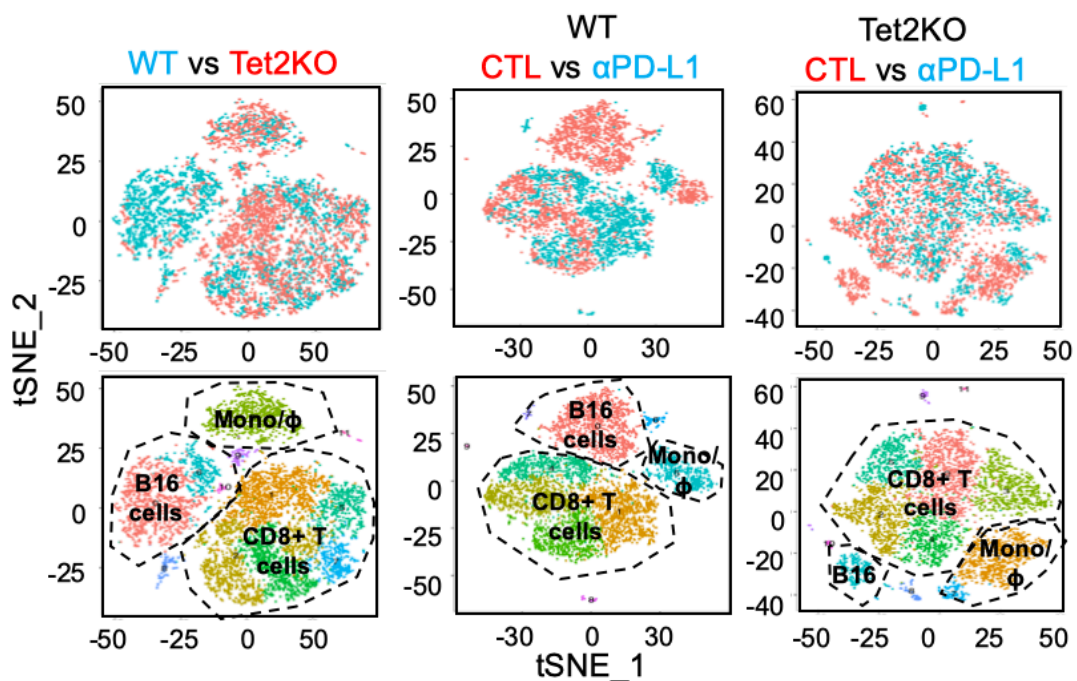 WT
Tet2KO
WT vs Tet2KO
CTL vs αPD-L1
CTL vs αPD-L1
tSNE_2
50
25
0
-25
-50 -25 0 50
50
25
0
-25
-50
-30 0 30
60
40
20
0
-20
-40
-50 -25 0 25 50
50
25
0
-25
-50 -25 0 50
Mono/ϕ
B16
cells
CD8+ T
cells
50
25
0
-25
-50
-30 0 30
B16
cells
Mono/
ϕ
CD8+ T
cells
60
40
20
0
-20
-40
-50 -25 0 25 50
CD8+ T
cells
Mono/
ϕ
B16
tSNE_1